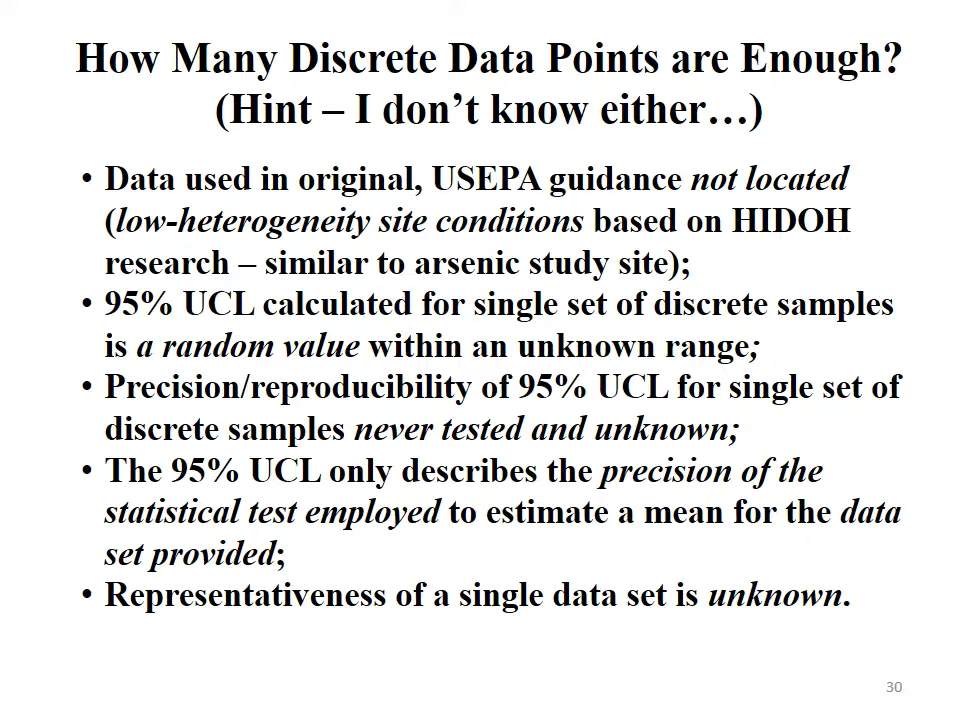 How Many Discrete Data Points are Enough?
(Hint – I don’t know either…)
• Data used in original, USEPA guidance not located
(low-heterogeneity site conditions based on HIDOH
research – similar to arsenic study site);
• 95% UCL calculated for single set of discrete samples
is a random value within an unknown range;
• Precision/reproducibility of 95% UCL for single set of
discrete samples never tested and unknown;
• The 95% UCL only describes the precision of the
statistical test employed to estimate a mean for the data
set provided;
• Representativeness of a single data set is unknown.
30